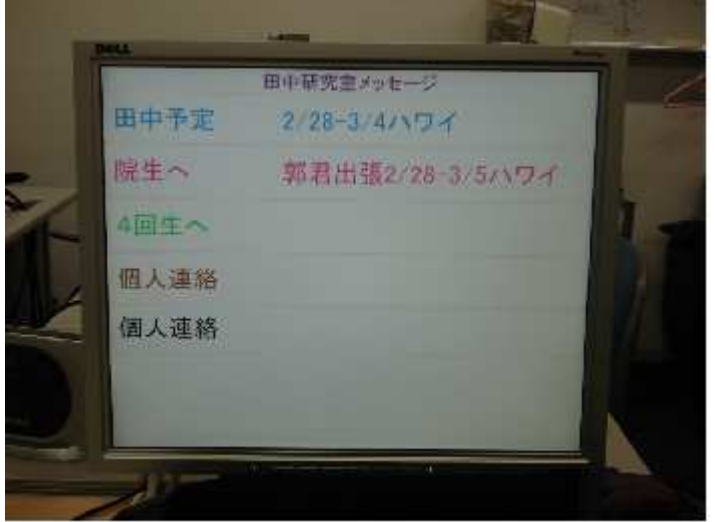 DELL
田中研究室メッセージ
田中予定 2/28-3/4ハワイ
院生へ 郭君出張2/28-3/5ハワイ
4回生へ
個人連絡
個人連絡